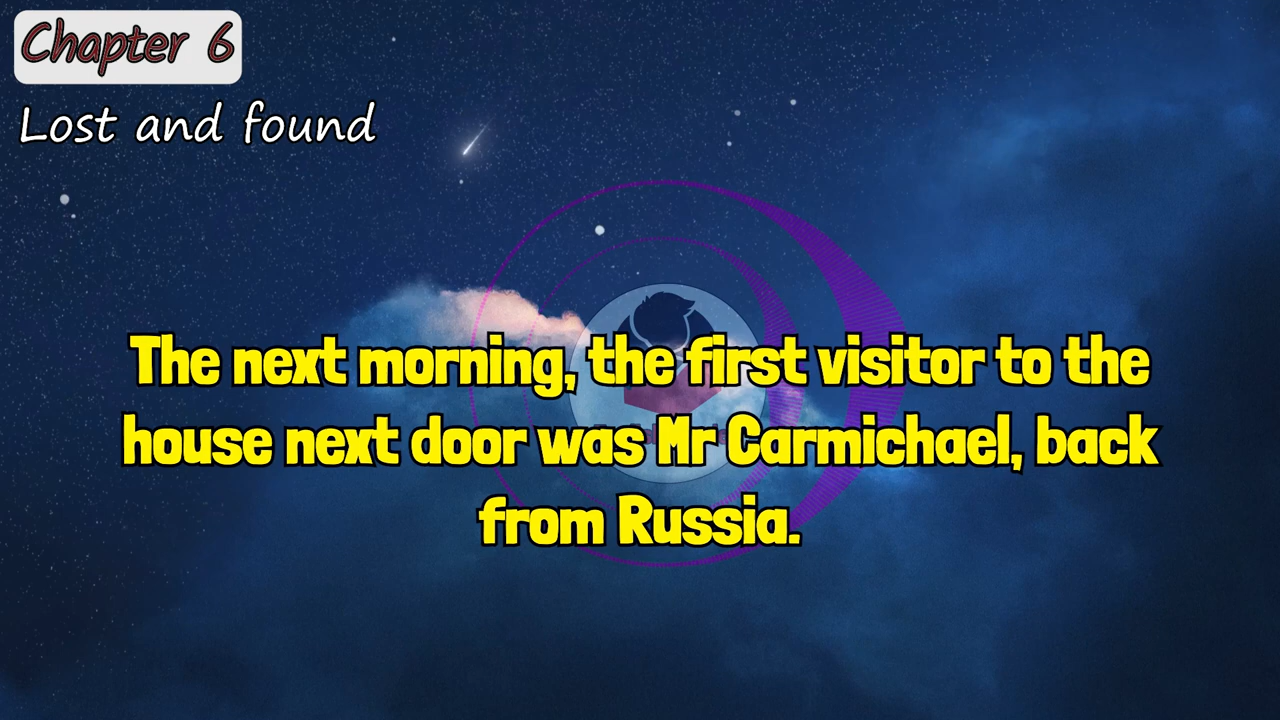 Chapter 6
Lost and found
The next morning, the first visitor to the
house next door was Mr Carmichael, back
from Russia.